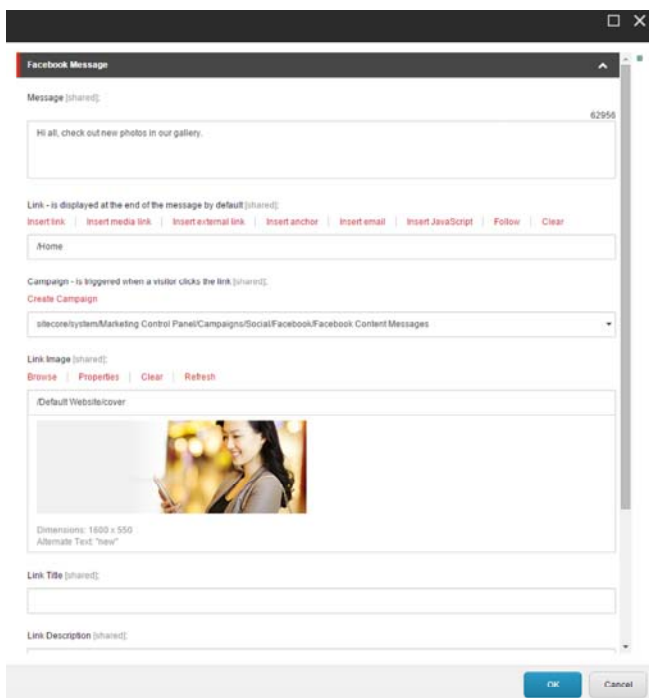 Facebook Message
Message [shared]:
62956
Hi all, check out new photos in our gallery.
Link - is displayed at the end of the message by default [shared]:
Insert link | Insert media link | Insert external link | Insert anchor | Insert email | Insert JavaScript | Follow | Clear
/Home
Campaign - is triggered when a visitor clicks the link [shared]:
Create Campaign
sitecore/system/Marketing Control Panel/Campaigns/Social/Facebook/Facebook Content Messages
Link Image [shared]:
Browse | Properties | Clear | Refresh
/Default Website/cover
Dimensions: 1600 x 550
Alternate Text: "new"
Link Title [shared]:
Link Description [shared]:
OK Cancel